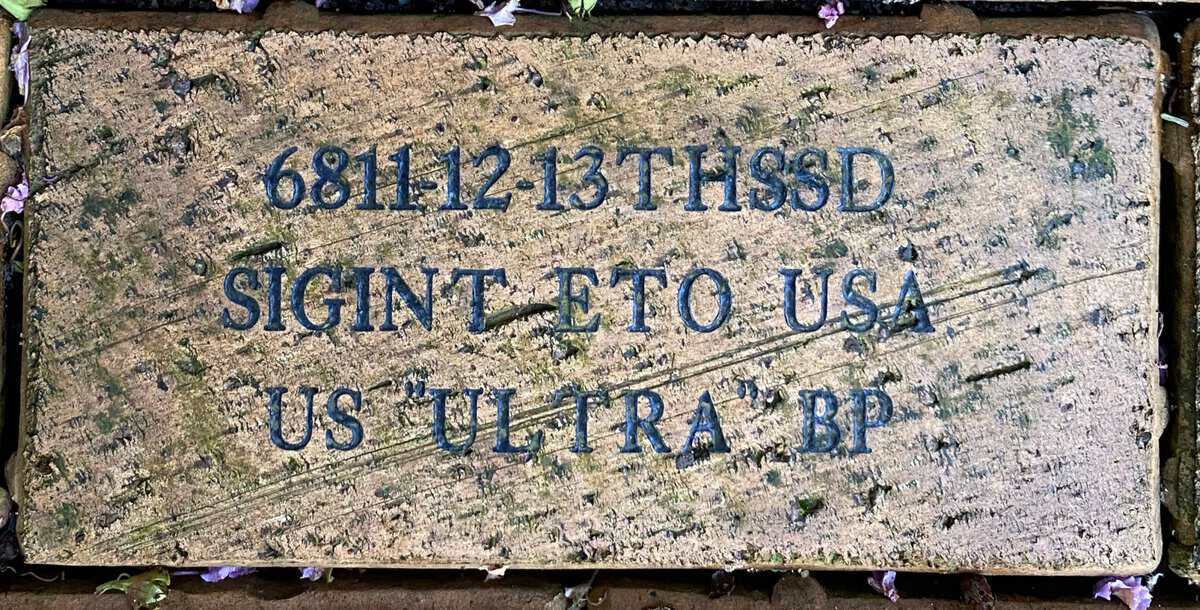 6811-12-13THSSD
SIGINT ETO USA
US "ULTRA" BP